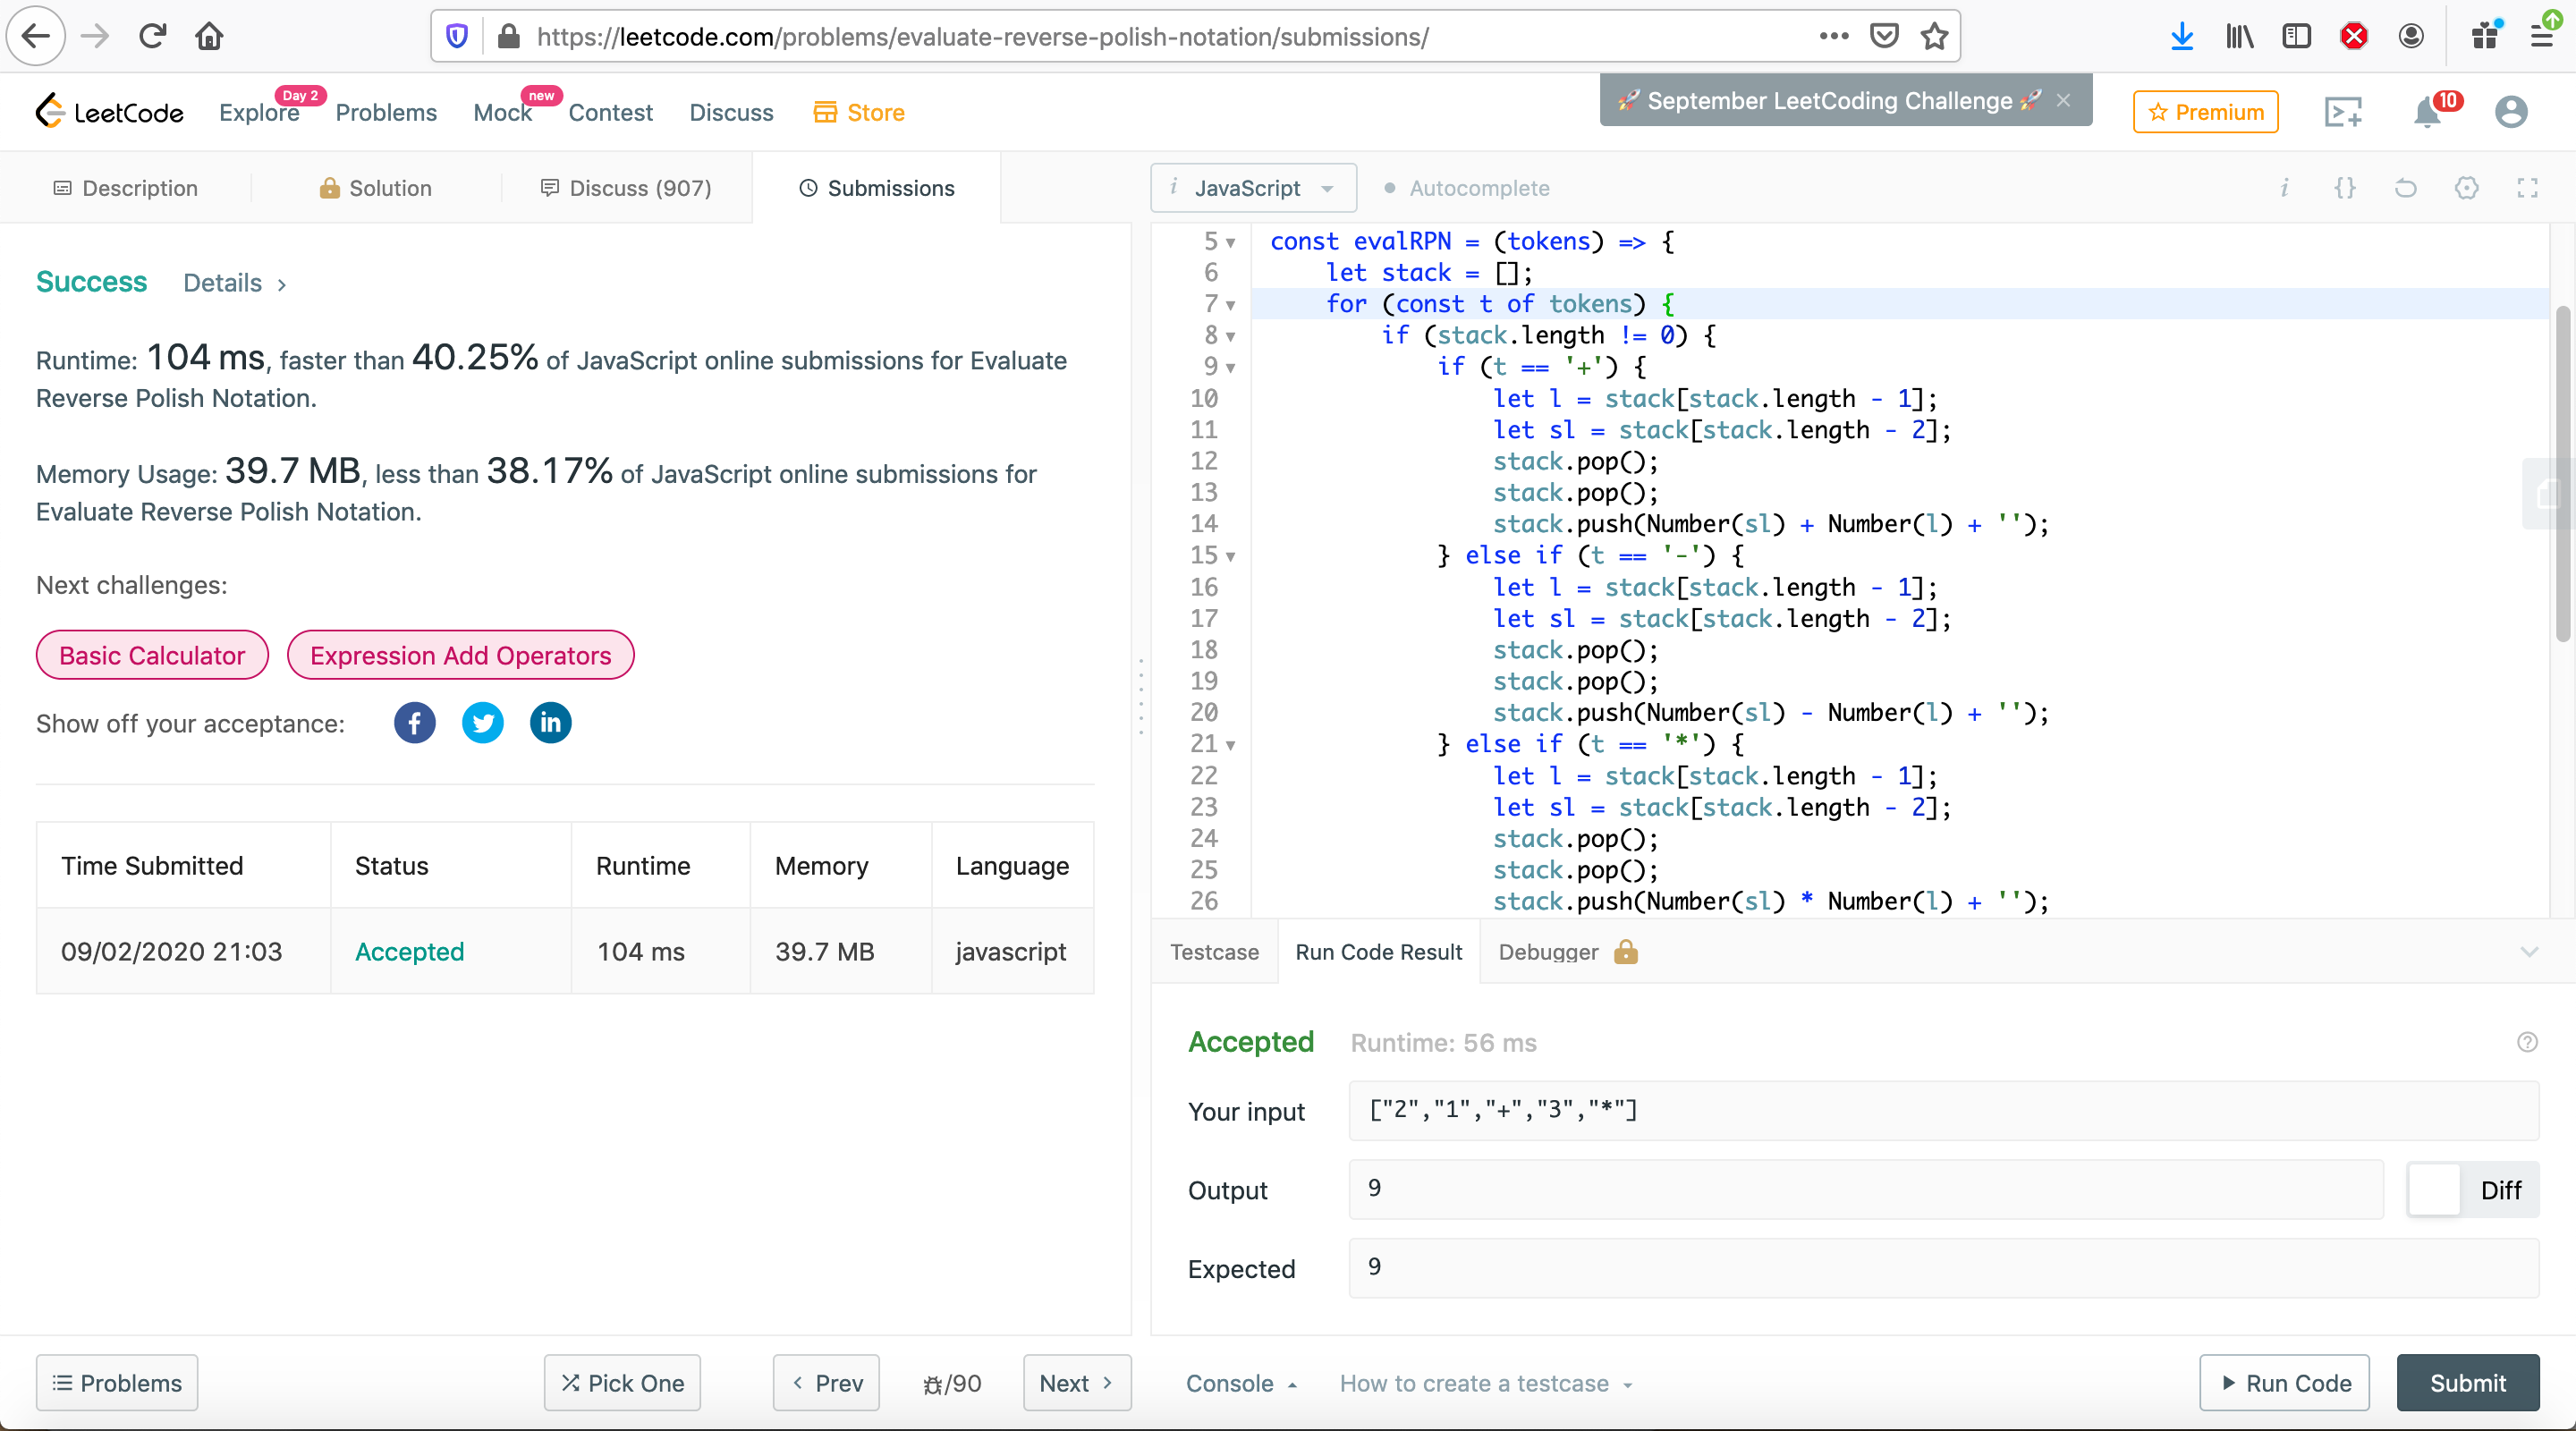 https://leetcode.com/problems/evaluate-reverse-polish-notation/submissions/
LeetCode
Explore
Day 2
Problems
Mock
new
Contest
Discuss
Store
🚀 September LeetCoding Challenge 🚀
Premium
10
Description
Solution
Discuss (907)
Submissions
Success
Details
Runtime: 104 ms, faster than 40.25% of JavaScript online submissions for Evaluate
Reverse Polish Notation.
Memory Usage: 39.7 MB, less than 38.17% of JavaScript online submissions for
Evaluate Reverse Polish Notation.
Next challenges:
Basic Calculator
Expression Add Operators
Show off your acceptance:
Time Submitted Status Runtime Memory Language
09/02/2020 21:03 Accepted 104 ms 39.7 MB javascript
i JavaScript
Autocomplete
i {}
5 const evalRPN = (tokens) => {
6 let stack = [];
7 for (const t of tokens) {
8 if (stack.length != 0) {
9 if (t == '+') {
10 let l = stack[stack.length - 1];
11 let sl = stack[stack.length - 2];
12 stack.pop();
13 stack.pop();
14 stack.push(Number(sl) + Number(l) + '');
15 } else if (t == '-') {
16 let l = stack[stack.length - 1];
17 let sl = stack[stack.length - 2];
18 stack.pop();
19 stack.pop();
20 stack.push(Number(sl) - Number(l) + '');
21 } else if (t == '*') {
22 let l = stack[stack.length - 1];
23 let sl = stack[stack.length - 2];
24 stack.pop();
25 stack.pop();
26 stack.push(Number(sl) * Number(l) + '');
Testcase
Run Code Result
Debugger
Accepted
Runtime: 56 ms
Your input
["2","1","+","3","*"]
Output
9
Diff
Expected
9
Problems
Pick One
Prev
/90
Next
Console
How to create a testcase
Run Code
Submit